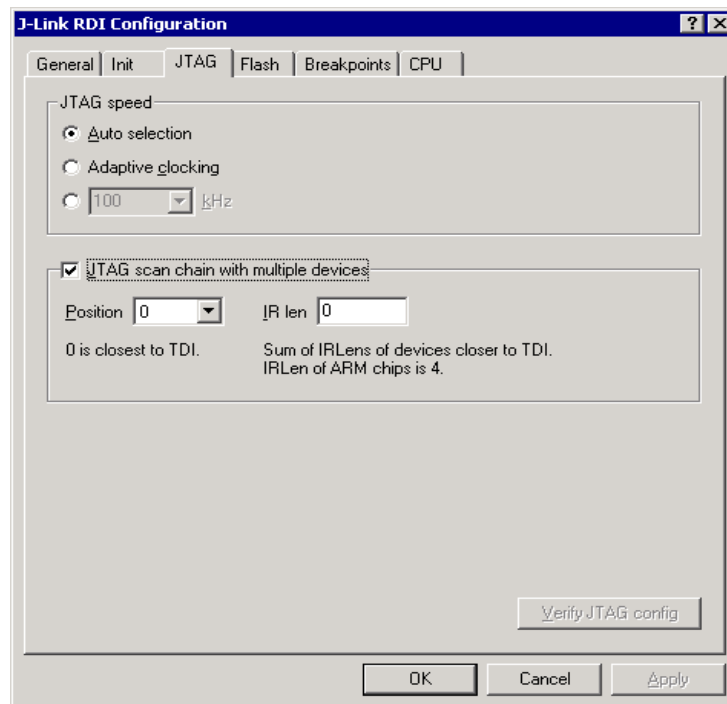 J-Link RDI Configuration
General Init JTAG Flash Breakpoints CPU
JTAG speed
Auto selection
Adaptive clocking
100 kHz
JTAG scan chain with multiple devices
Position 0 IR len 0
0 is closest to TDI. Sum of IRLens of devices closer to TDI.
IRLen of ARM chips is 4.
Verify JTAG config
OK Cancel Apply